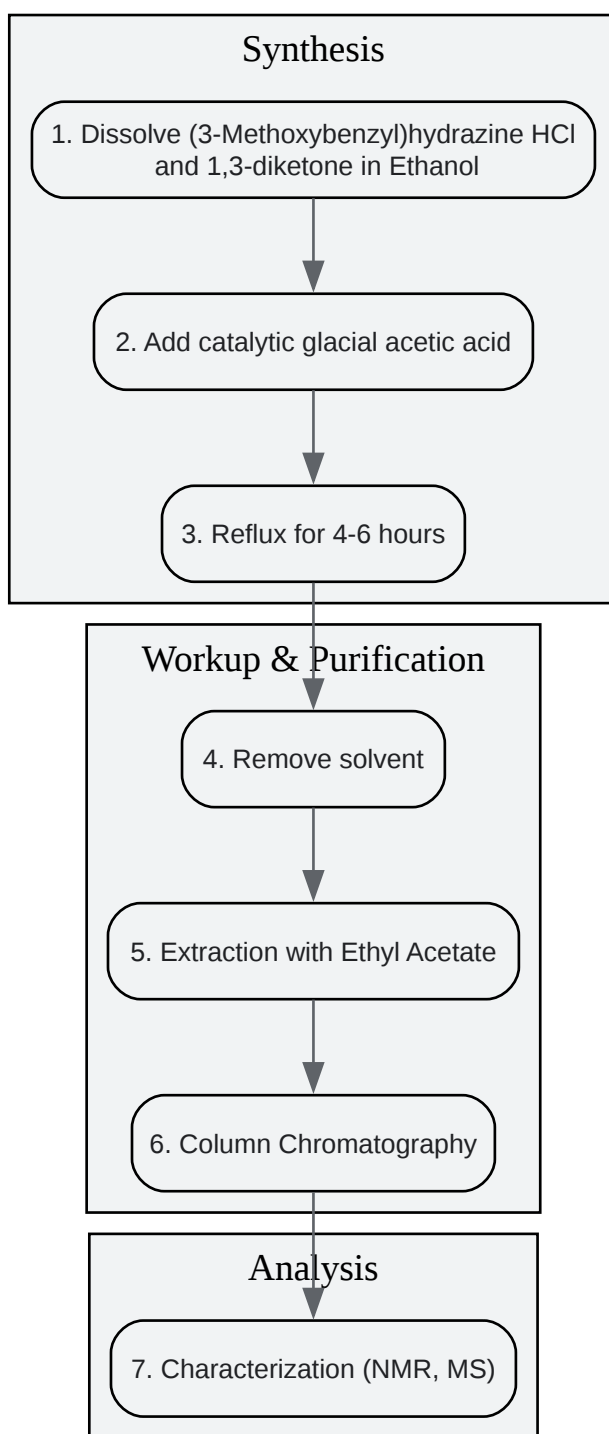 Synthesis
1. Dissolve (3-Methoxybenzyl)hydrazine HCl
and 1,3-diketone in Ethanol
2. Add catalytic glacial acetic acid
3. Reflux for 4-6 hours
Workup & Purification
4. Remove solvent
5. Extraction with Ethyl Acetate
6. Column Chromatography
Analysis
7. Characterization (NMR, MS)